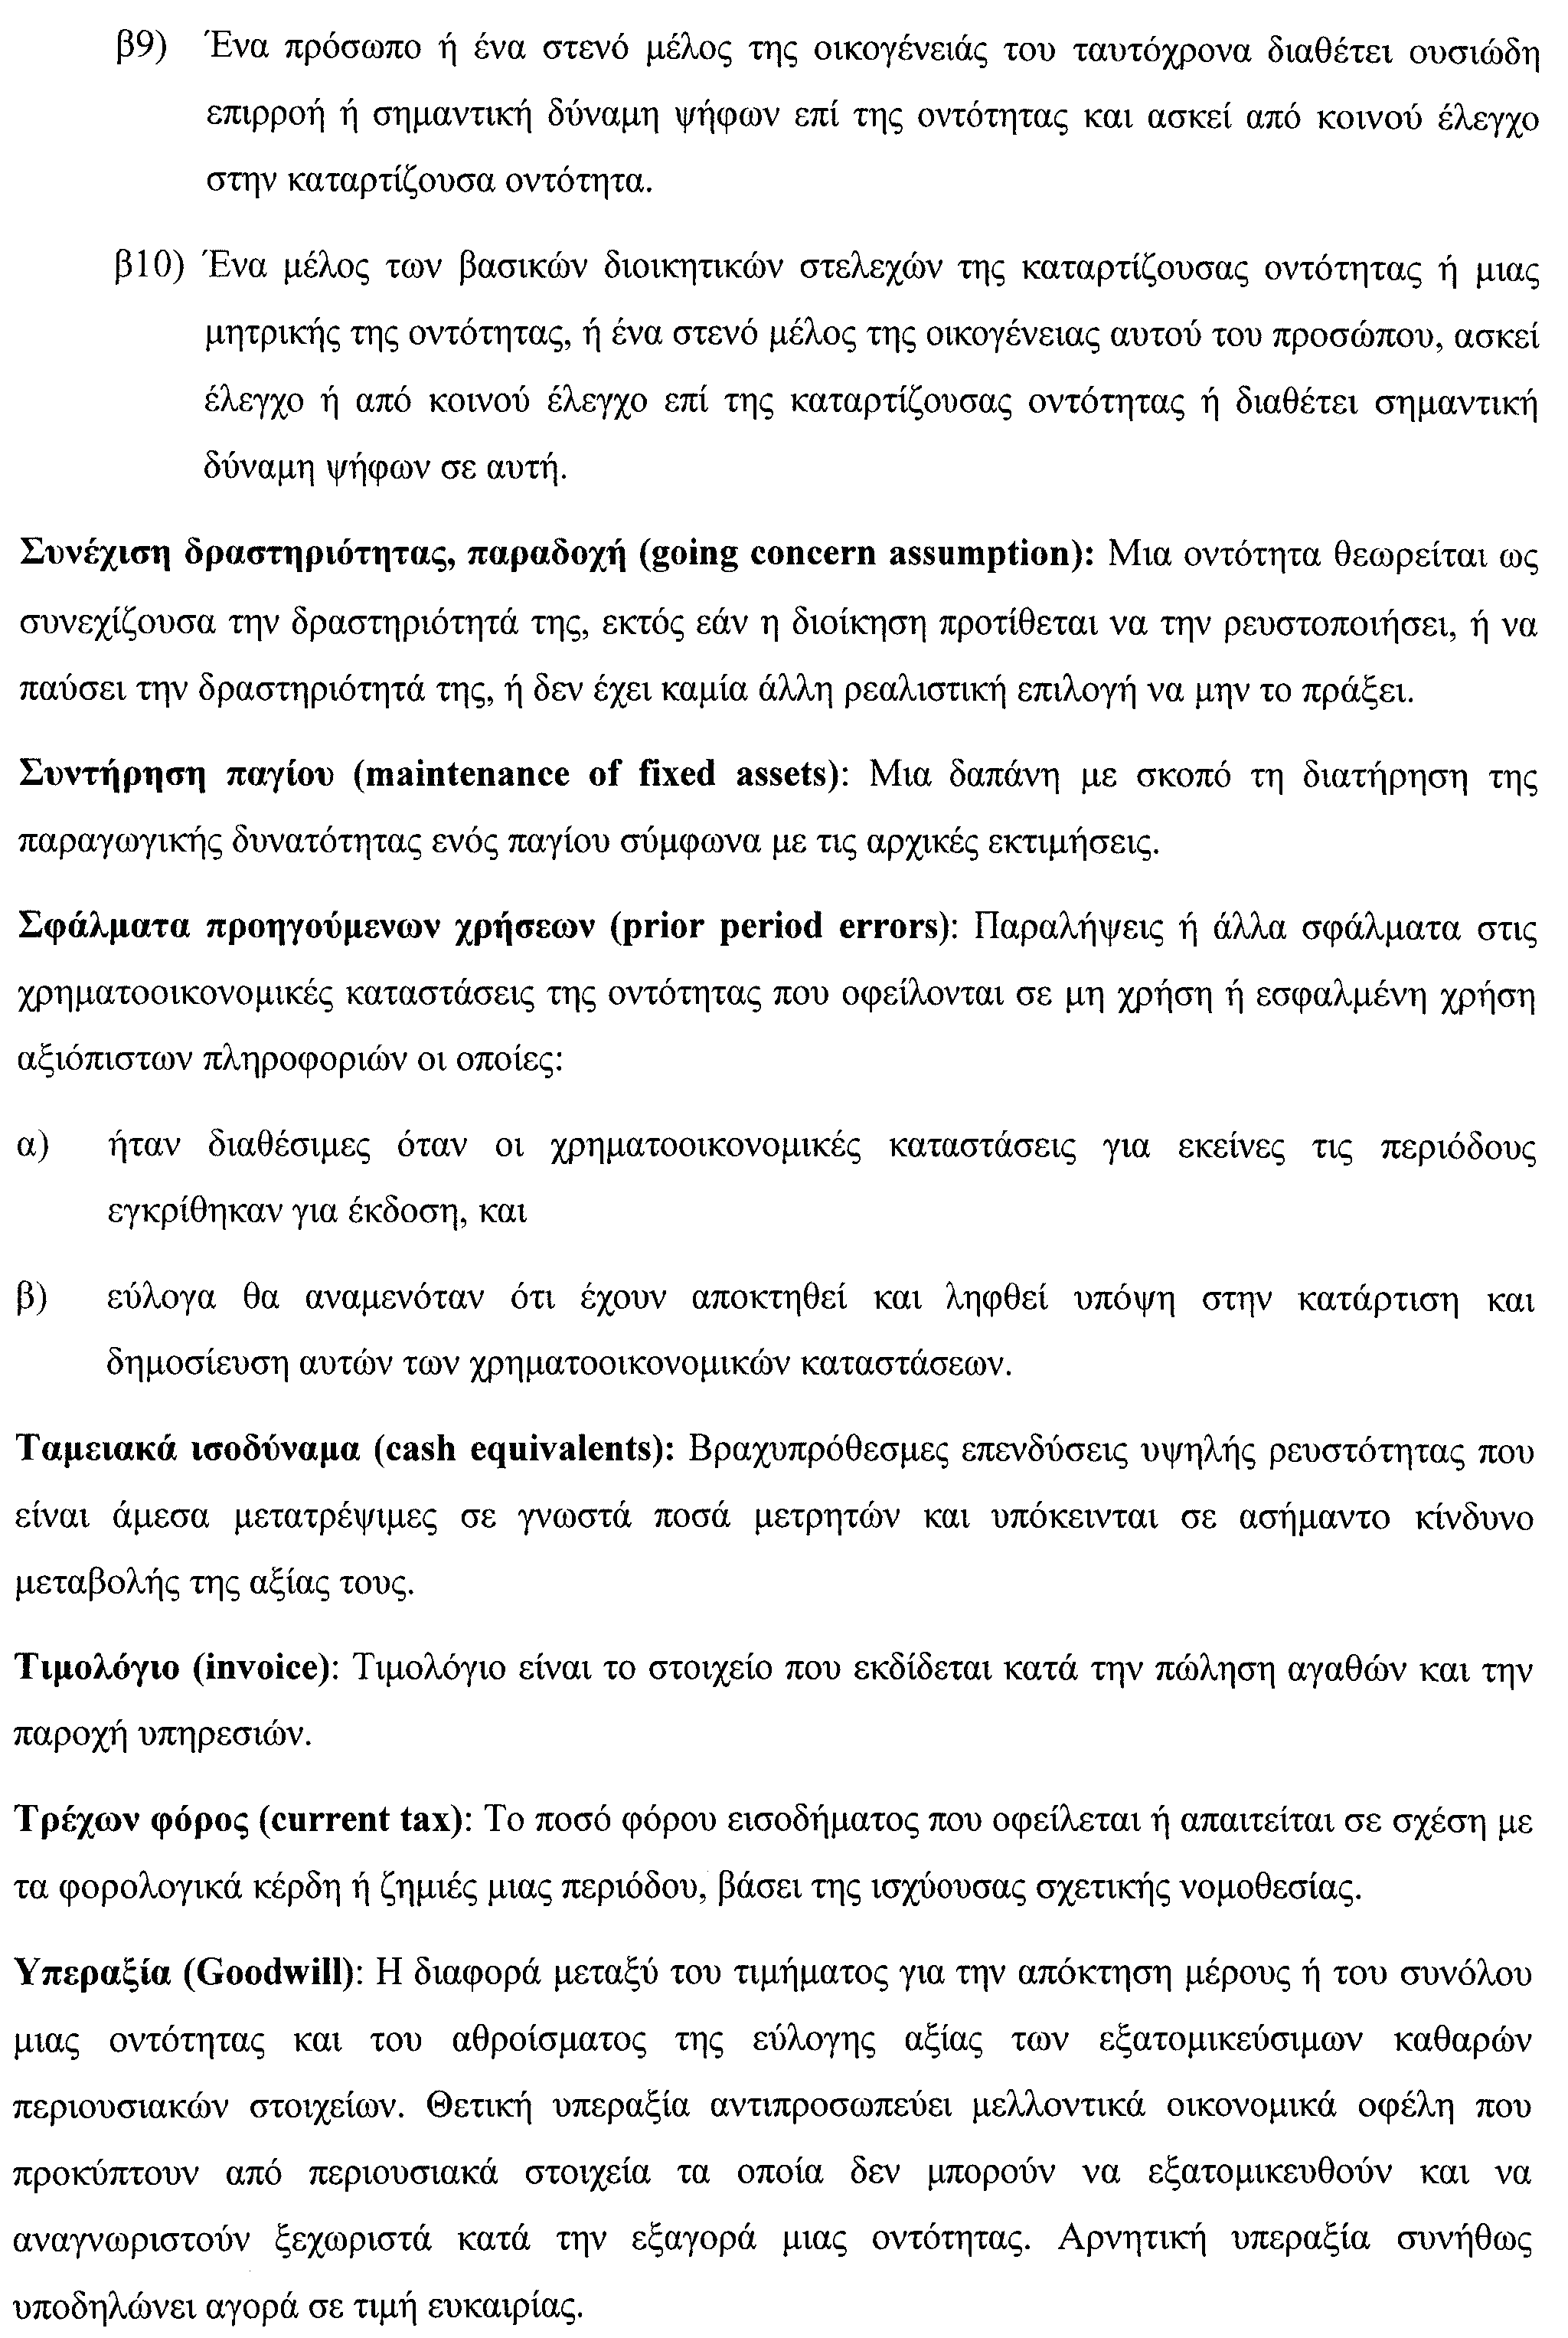 β9) Ένα πρόσωπο ή ένα στενό μέλος της οικογένειάς του ταυτόχρονα διαθέτει ουσιώδη
επιρροή ή σημαντική δύναμη ψήφων επί της οντότητας και ασκεί από κοινού έλεγχο
στην καταρτίζουσα οντότητα.
β10) Ένα μέλος των βασικών διοικητικών στελεχών της καταρτίζουσας οντότητας ή μιας
μητρικής της οντότητας, ή ένα στενό μέλος της οικογένειας αυτού του προσώπου, ασκεί
έλεγχο ή από κοινού έλεγχο επί της καταρτίζουσας οντότητας ή διαθέτει σημαντική
δύναμη ψήφων σε αυτή.
Συνέχιση δραστηριότητας, παραδοχή (going concern assumption): Μια οντότητα θεωρείται ως
συνεχίζουσα την δραστηριότητά της, εκτός εάν η διοίκηση προτίθεται να την ρευστοποιήσει, ή να
παύσει την δραστηριότητά της, ή δεν έχει καμία άλλη ρεαλιστική επιλογή να μην το πράξει.
Συντήρηση παγίου (maintenance of fixed assets): Μια δαπάνη με σκοπό τη διατήρηση της
παραγωγικής δυνατότητας ενός παγίου σύμφωνα με τις αρχικές εκτιμήσεις.
Σφάλματα προηγούμενων χρήσεων (prior period errors): Παραλήψεις ή άλλα σφάλματα στις
χρηματοοικονομικές καταστάσεις της οντότητας που οφείλονται σε μη χρήση ή εσφαλμένη χρήση
αξιόπιστων πληροφοριών οι οποίες:
α) ήταν διαθέσιμες όταν οι χρηματοοικονομικές καταστάσεις για εκείνες τις περιόδους
εγκρίθηκαν για έκδοση, και
β) εύλογα θα αναμενόταν ότι έχουν αποκτηθεί και ληφθεί υπόψη στην κατάρτιση και
δημοσίευση αυτών των χρηματοοικονομικών καταστάσεων.
Ταμειακά ισοδύναμα (cash equivalents): Βραχυπρόθεσμες επενδύσεις υψηλής ρευστότητας που
είναι άμεσα μετατρέψιμες σε γνωστά ποσά μετρητών και υπόκεινται σε ασήμαντο κίνδυνο
μεταβολής της αξίας τους.
Τιμολόγιο (invoice): Τιμολόγιο είναι το στοιχείο που εκδίδεται κατά την πώληση αγαθών και την
παροχή υπηρεσιών.
Τρέχων φόρος (current tax): Το ποσό φόρου εισοδήματος που οφείλεται ή απαιτείται σε σχέση με
τα φορολογικά κέρδη ή ζημιές μιας περιόδου, βάσει της ισχύουσας σχετικής νομοθεσίας.
Υπεραξία (Goodwill): Η διαφορά μεταξύ του τιμήματος για την απόκτηση μέρους ή του συνόλου
μιας οντότητας και του αθροίσματος της εύλογης αξίας των εξατομικεύσιμων καθαρών
περιουσιακών στοιχείων. Θετική υπεραξία αντιπροσωπεύει μελλοντικά οικονομικά οφέλη που
προκύπτουν από περιουσιακά στοιχεία τα οποία δεν μπορούν να εξατομικευθούν και να
αναγνωριστούν ξεχωριστά κατά την εξαγορά μιας οντότητας. Αρνητική υπεραξία συνήθως
υποδηλώνει αγορά σε τιμή ευκαιρίας.